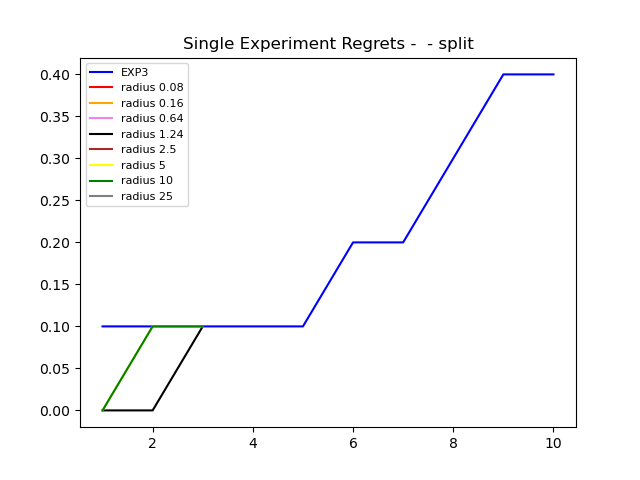 Single Experiment Regrets -  - split
0.40
0.35
0.30
0.25
0.20
0.15
0.10
0.05
0.00
EXP3
radius 0.08
radius 0.16
radius 0.64
radius 1.24
radius 2.5
radius 5
radius 10
radius 25
2 4 6 8 10